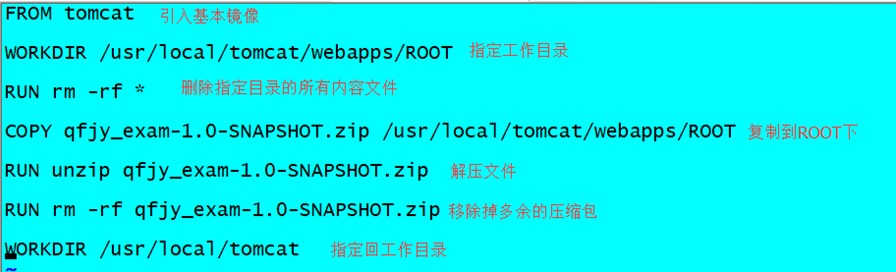 FROM tomcat 引入基本镜像
WORKDIR /usr/local/tomcat/webapps/ROOT 指定工作目录
RUN rm -rf * 删除指定目录的所有内容文件
COPY qfjy_exam-1.0-SNAPSHOT.zip /usr/local/tomcat/webapps/ROOT 复制到ROOT下
RUN unzip qfjy_exam-1.0-SNAPSHOT.zip 解压文件
RUN rm -rf qfjy_exam-1.0-SNAPSHOT.zip 移除掉多余的压缩包
WORKDIR /usr/local/tomcat 指定回工作目录
~